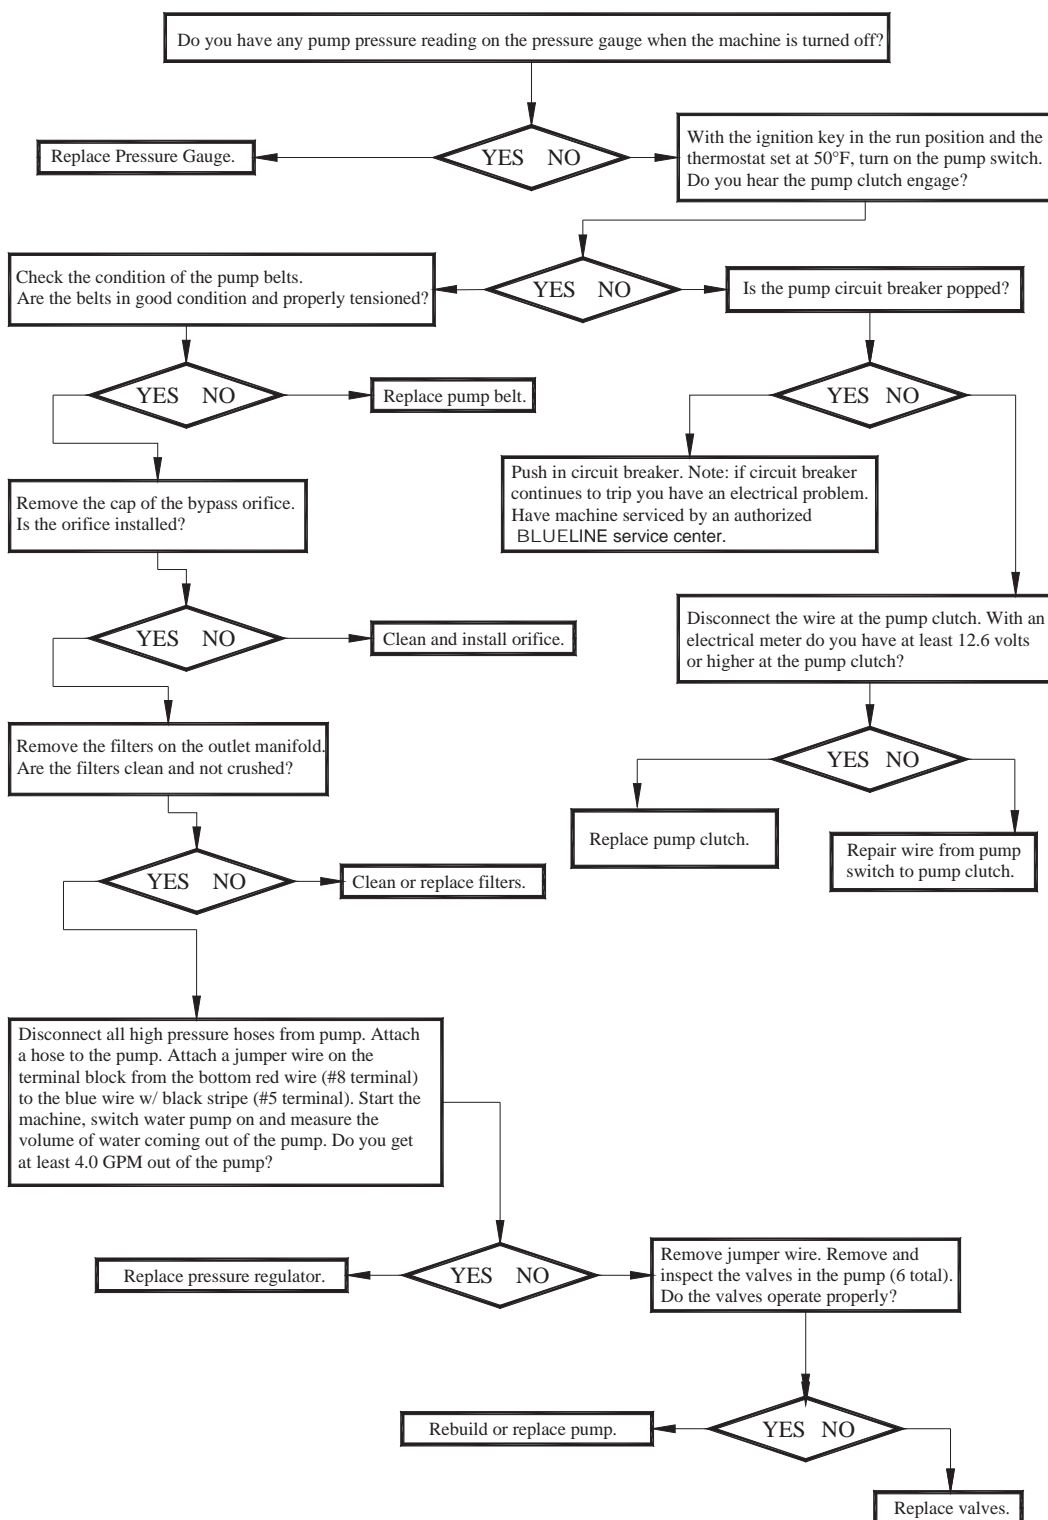 Do you have any pump pressure reading on the pressure gauge when the machine is turned off?
YES NO
Replace Pressure Gauge.
With the ignition key in the run position and the
thermostat set at 50°F, turn on the pump switch.
Do you hear the pump clutch engage?
YES NO
Check the condition of the pump belts.
Are the belts in good condition and properly tensioned?
Is the pump circuit breaker popped?
YES NO
Replace pump belt.
YES NO
Push in circuit breaker. Note: if circuit breaker
continues to trip you have an electrical problem.
Have machine serviced by an authorized
BLUELINE service center.
Remove the cap of the bypass orifice.
Is the orifice installed?
YES NO
Clean and install orifice.
Disconnect the wire at the pump clutch. With an
electrical meter do you have at least 12.6 volts
or higher at the pump clutch?
Remove the filters on the outlet manifold.
Are the filters clean and not crushed?
YES NO
Replace pump clutch.
Repair wire from pump
switch to pump clutch.
YES NO
Clean or replace filters.
Disconnect all high pressure hoses from pump. Attach
a hose to the pump. Attach a jumper wire on the
terminal block from the bottom red wire (#8 terminal)
to the blue wire w/ black stripe (#5 terminal). Start the
machine, switch water pump on and measure the
volume of water coming out of the pump. Do you get
at least 4.0 GPM out of the pump?
YES NO
Replace pressure regulator.
Remove jumper wire. Remove and
inspect the valves in the pump (6 total).
Do the valves operate properly?
YES NO
Rebuild or replace pump.
Replace valves.